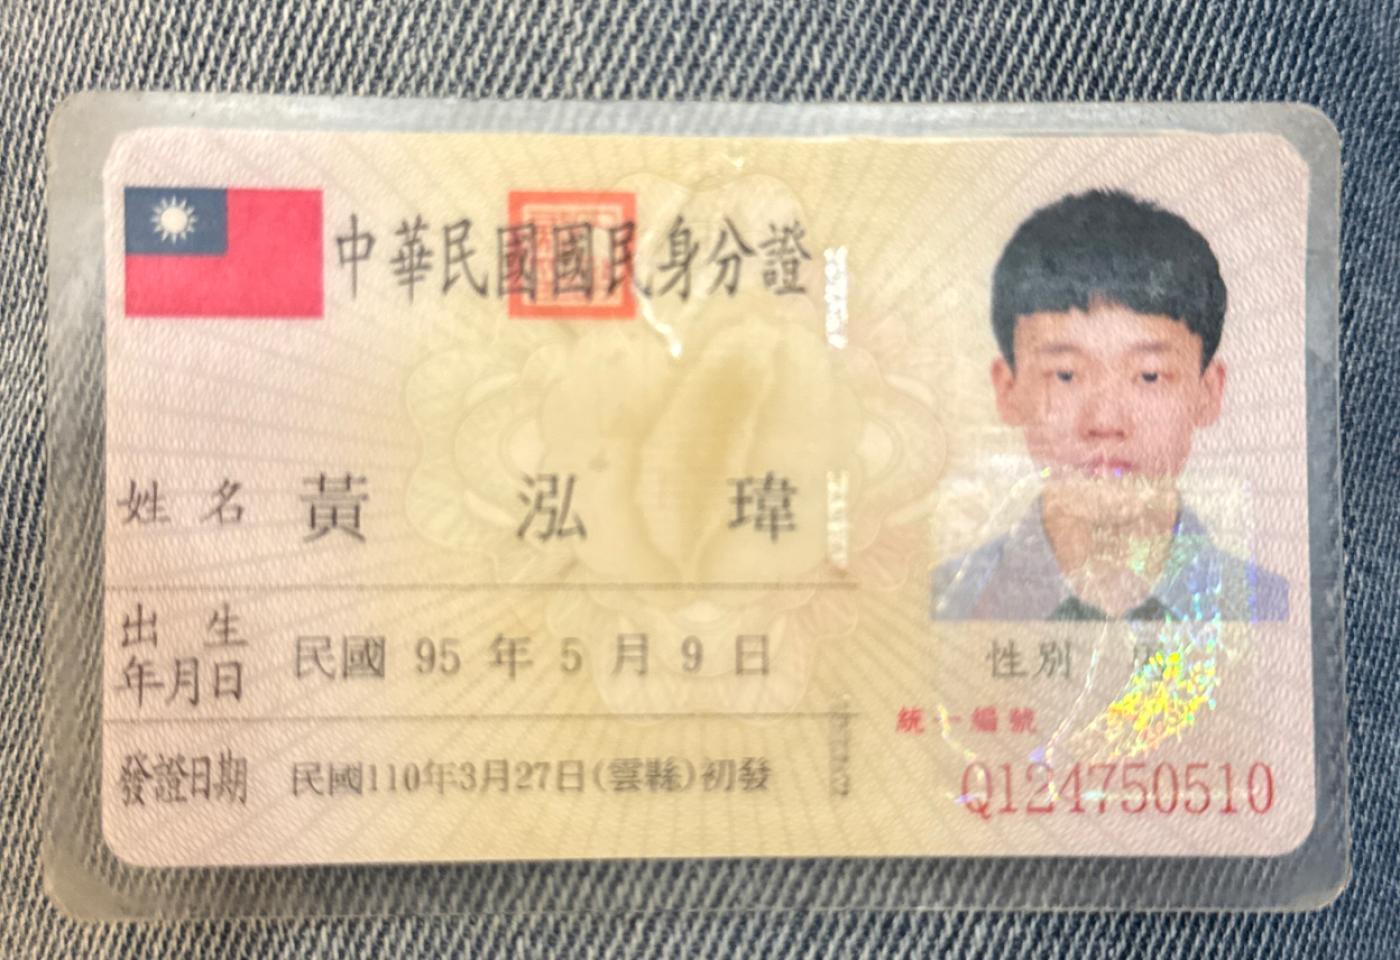 中華民國國民身分證
姓名 黃泓瑋
出生年月日 民國 95 年 5 月 9 日
性別
統一編號
發證日期 民國110年3月27日(雲縣)初發
Q124750510